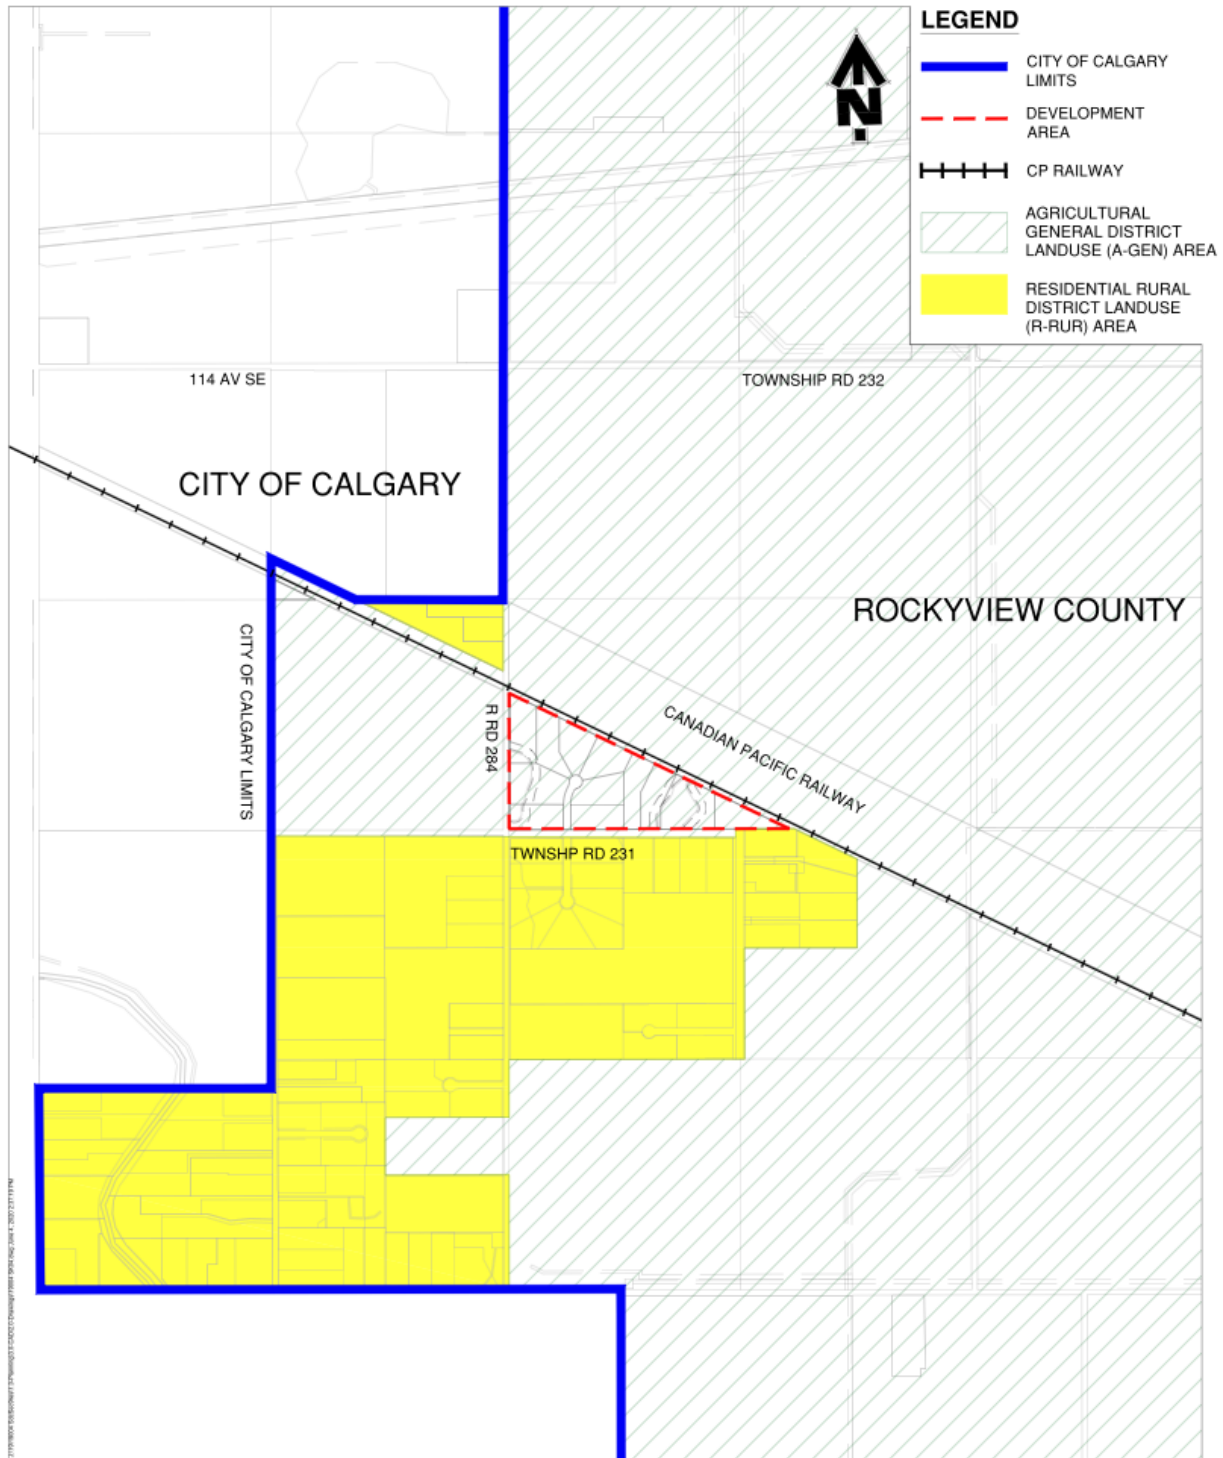 LEGEND
CITY OF CALGARY
LIMITS
DEVELOPMENT
AREA
CP RAILWAY
AGRICULTURAL
GENERAL DISTRICT
LANDUSE (A-GEN) AREA
RESIDENTIAL RURAL
DISTRICT LANDUSE
(R-RUR) AREA
N
114 AV SE
TOWNSHIP RD 232
CITY OF CALGARY
ROCKYVIEW COUNTY
CITY OF CALGARY LIMITS
R RD 284
CANADIAN PACIFIC RAILWAY
TWNSHP RD 231